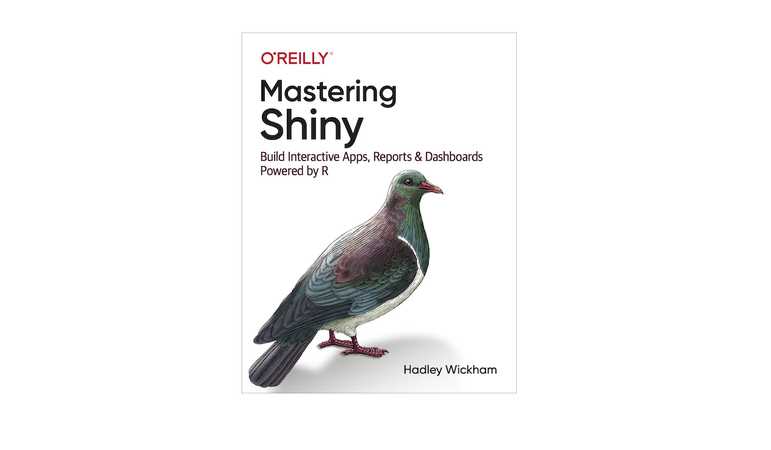 O'REILLY®
Mastering
Shiny
Build Interactive Apps, Reports & Dashboards
Powered by R
Hadley Wickham